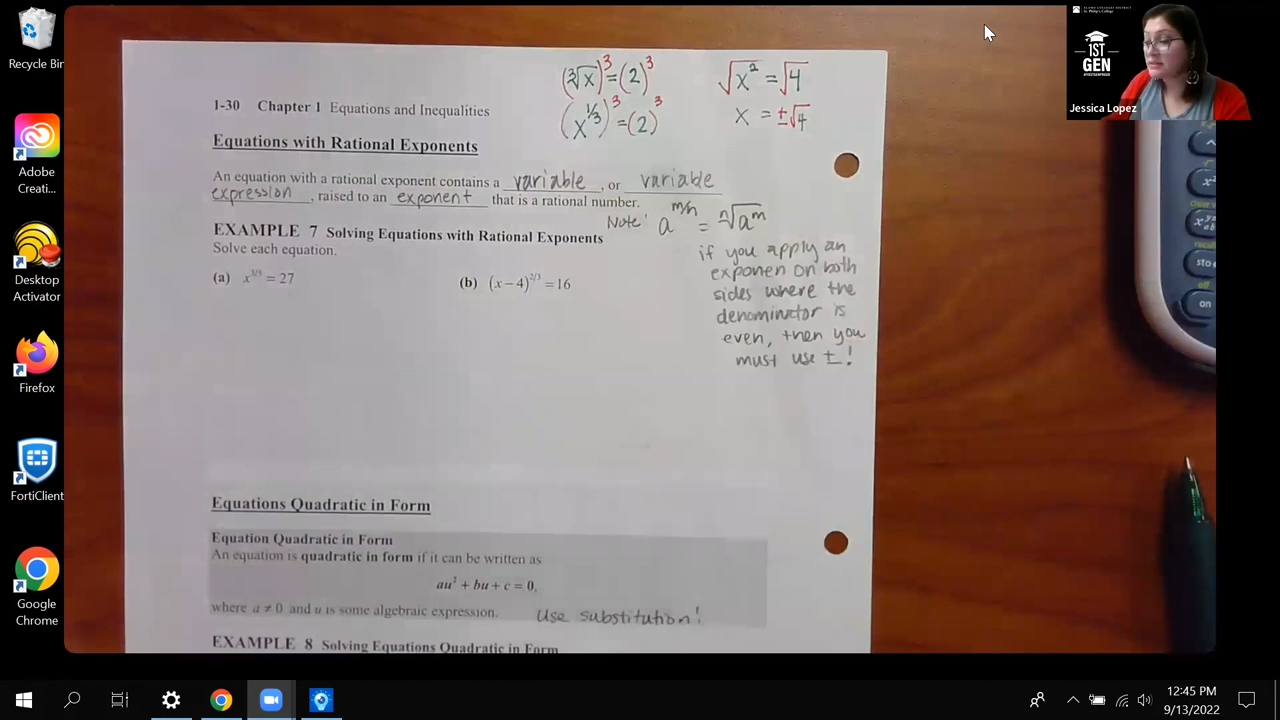 Recycle Bin
Adobe
Creati...
Desktop
Activator
Firefox
FortiClient
Google
Chrome
(∛x)³ = (2)³
(x^1/3)³ = (2)³
√x² = √4
x = ±√4
1-30 Chapter 1 Equations and Inequalities
Equations with Rational Exponents
An equation with a rational exponent contains a variable, or variable
expression, raised to an exponent that is a rational number.
Note: a^m/n = ⁿ√a^m
if you apply an
exponen on both
sides where the
denominator is
even, then you
must use ±!
EXAMPLE 7 Solving Equations with Rational Exponents
Solve each equation.
(a) x^3/5 = 27
(b) (x – 4)^2/3 = 16
Equations Quadratic in Form
Equation Quadratic in Form
An equation is quadratic in form if it can be written as
au² + bu + c = 0,
where a ≠ 0 and u is some algebraic expression. Use substitution!
EXAMPLE 8 Solving Equations Quadratic in Form
1ST
GEN
Jessica Lopez
on
12:45 PM
9/13/2022